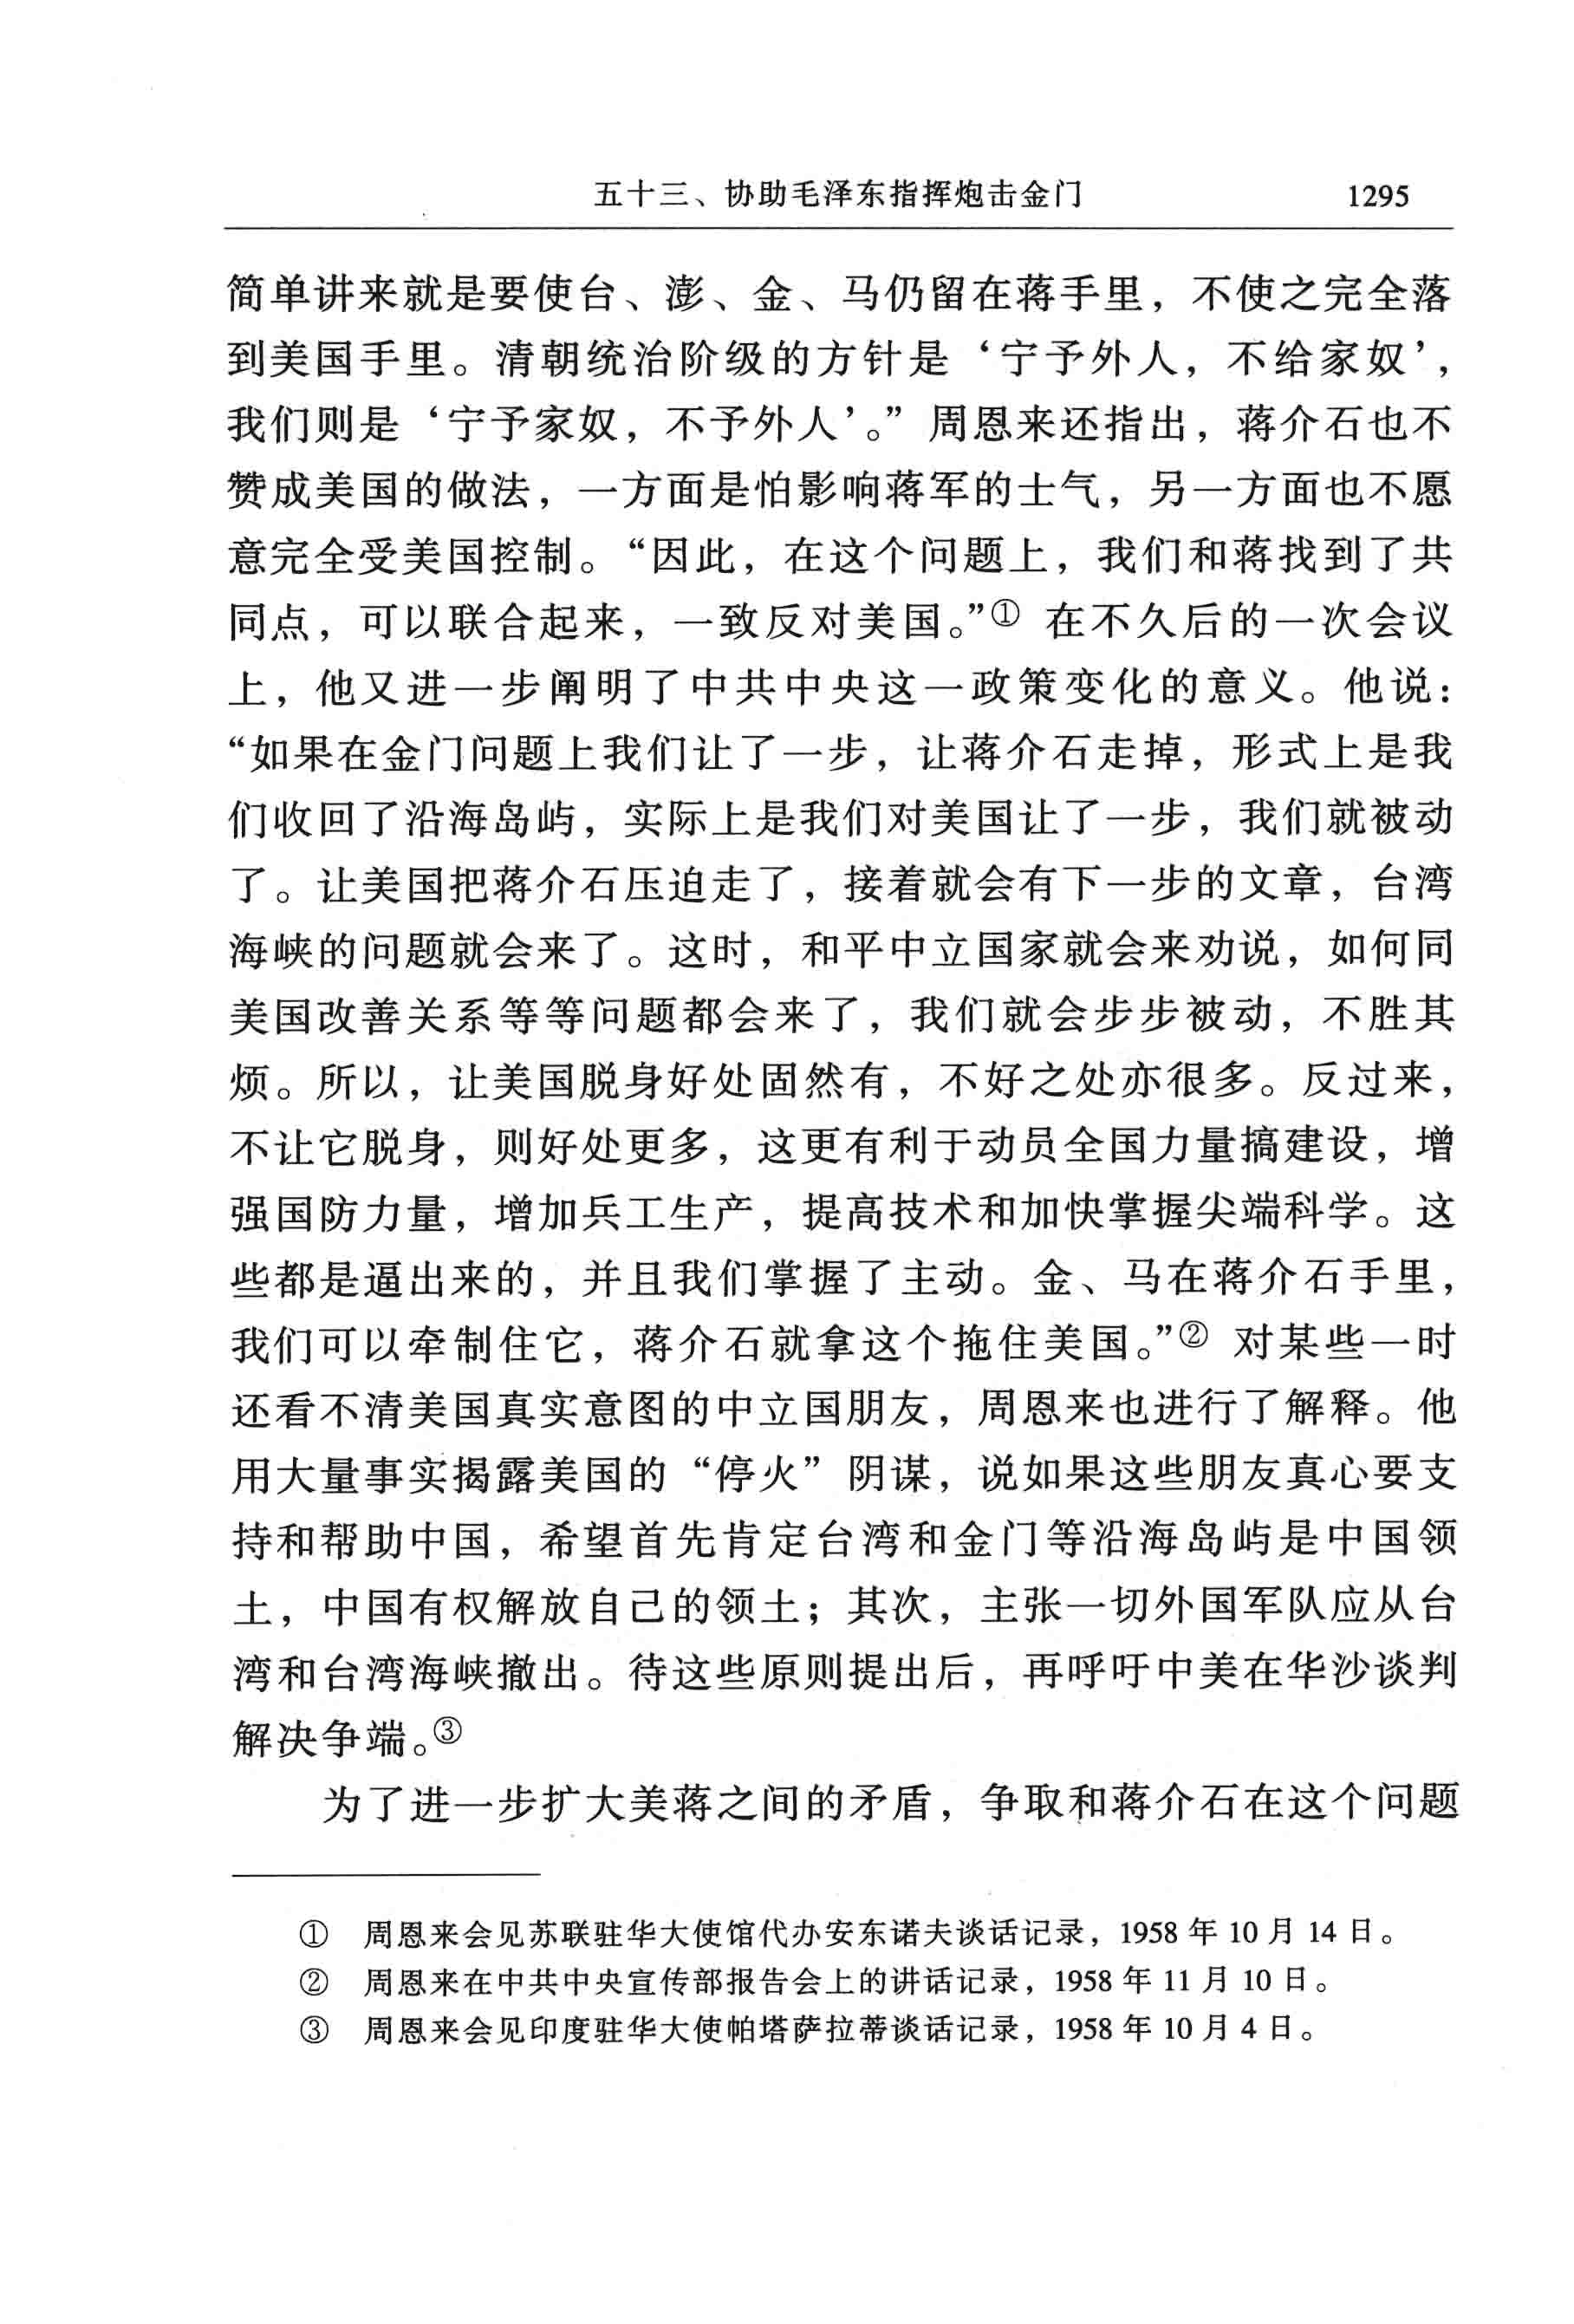 五十三、协助毛泽东指挥炮击金门 1295
简单讲来就是要使台、澎、金、马仍留在蒋手里，不使之完全落
到美国手里。清朝统治阶级的方针是‘宁予外人，不给家奴’，
我们则是‘宁予家奴，不予外人’。”周恩来还指出，蒋介石也不
赞成美国的做法，一方面是怕影响蒋军的士气，另一方面也不愿
意完全受美国控制。“因此，在这个问题上，我们和蒋找到了共
同点，可以联合起来，一致反对美国。”① 在不久后的一次会议
上，他又进一步阐明了中共中央这一政策变化的意义。他说：
“如果在金门问题上我们让了一步，让蒋介石走掉，形式上是我
们收回了沿海岛屿，实际上是我们对美国让了一步，我们就被动
了。让美国把蒋介石压迫走了，接着就会有下一步的文章，台湾
海峡的问题就会来了。这时，和平中立国家就会来劝说，如何同
美国改善关系等等问题都会来了，我们就会步步被动，不胜其
烦。所以，让美国脱身好处固然有，不好之处亦很多。反过来，
不让它脱身，则好处更多，这更有利于动员全国力量搞建设，增
强国防力量，增加兵工生产，提高技术和加快掌握尖端科学。这
些都是逼出来的，并且我们掌握了主动。金、马在蒋介石手里，
我们可以牵制住它，蒋介石就拿这个拖住美国。”② 对某些一时
还看不清美国真实意图的中立国朋友，周恩来也进行了解释。他
用大量事实揭露美国的“停火”阴谋，说如果这些朋友真心要支
持和帮助中国，希望首先肯定台湾和金门等沿海岛屿是中国领
土，中国有权解放自己的领土；其次，主张一切外国军队应从台
湾和台湾海峡撤出。待这些原则提出后，再呼吁中美在华沙谈判
解决争端。③
为了进一步扩大美蒋之间的矛盾，争取和蒋介石在这个问题
① 周恩来会见苏联驻华大使馆代办安东诺夫谈话记录，1958 年 10 月 14 日。
② 周恩来在中共中央宣传部报告会上的讲话记录，1958 年 11 月 10 日。
③ 周恩来会见印度驻华大使帕塔萨拉蒂谈话记录，1958 年 10 月 4 日。